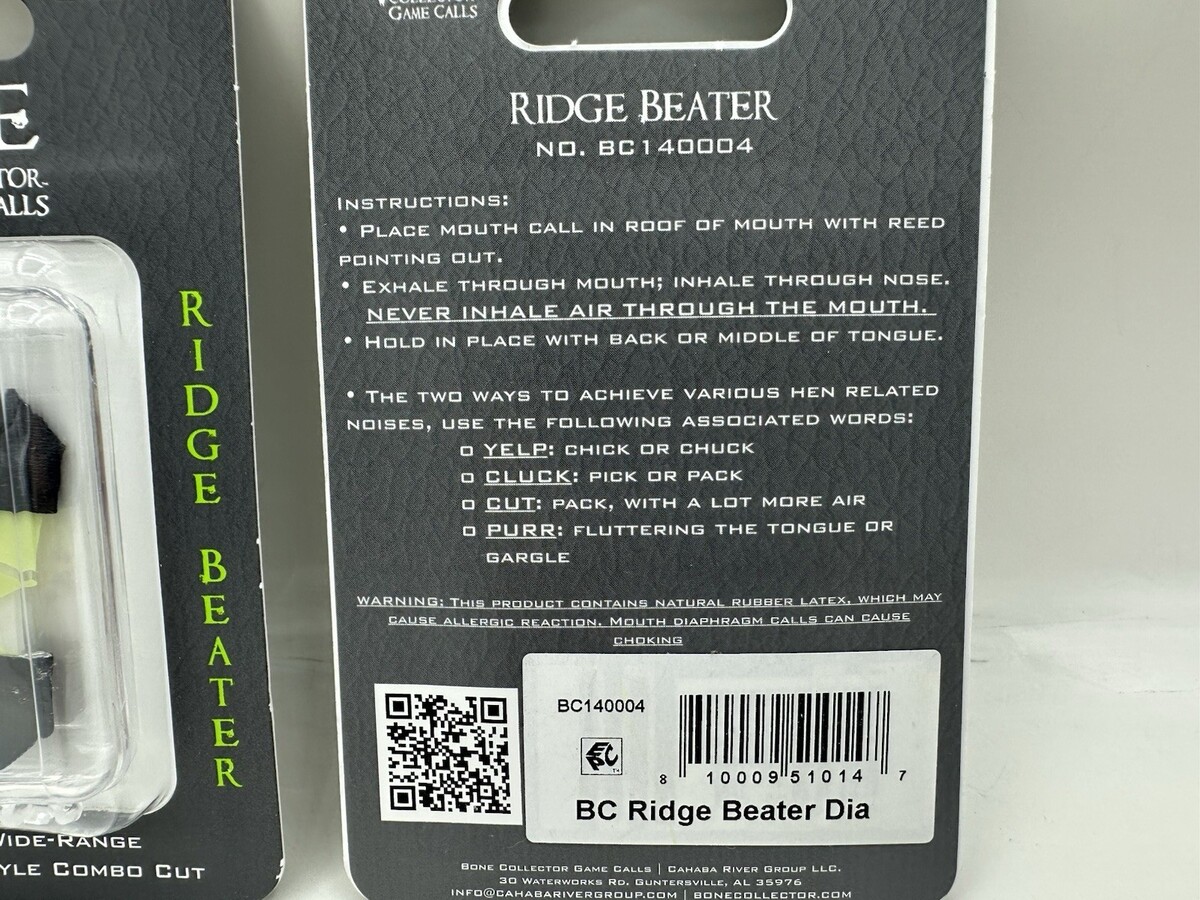 E
TOR-
ALLS
RIDGE BEATER
WIDE-RANGE
STYLE COMBO CUT
COLLECTOR
GAME CALLS
RIDGE BEATER
NO. BC140004
INSTRUCTIONS:
• PLACE MOUTH CALL IN ROOF OF MOUTH WITH REED
POINTING OUT.
• EXHALE THROUGH MOUTH; INHALE THROUGH NOSE.
NEVER INHALE AIR THROUGH THE MOUTH.
• HOLD IN PLACE WITH BACK OR MIDDLE OF TONGUE.
• THE TWO WAYS TO ACHIEVE VARIOUS HEN RELATED
NOISES, USE THE FOLLOWING ASSOCIATED WORDS:
YELP: CHICK OR CHUCK
CLUCK: PICK OR PACK
CUT: PACK, WITH A LOT MORE AIR
PURR: FLUTTERING THE TONGUE OR
GARGLE
WARNING: THIS PRODUCT CONTAINS NATURAL RUBBER LATEX, WHICH MAY
CAUSE ALLERGIC REACTION. MOUTH DIAPHRAGM CALLS CAN CAUSE
CHOKING
BC140004
EPC TM
8 10009 51014 7
BC Ridge Beater Dia
BONE COLLECTOR GAME CALLS | CAHABA RIVER GROUP LLC.
30 WATERWORKS RD. GUNTERSVILLE, AL 35976
INFO@CAHABARIVERGROUP.COM | BONECOLLECTOR.COM